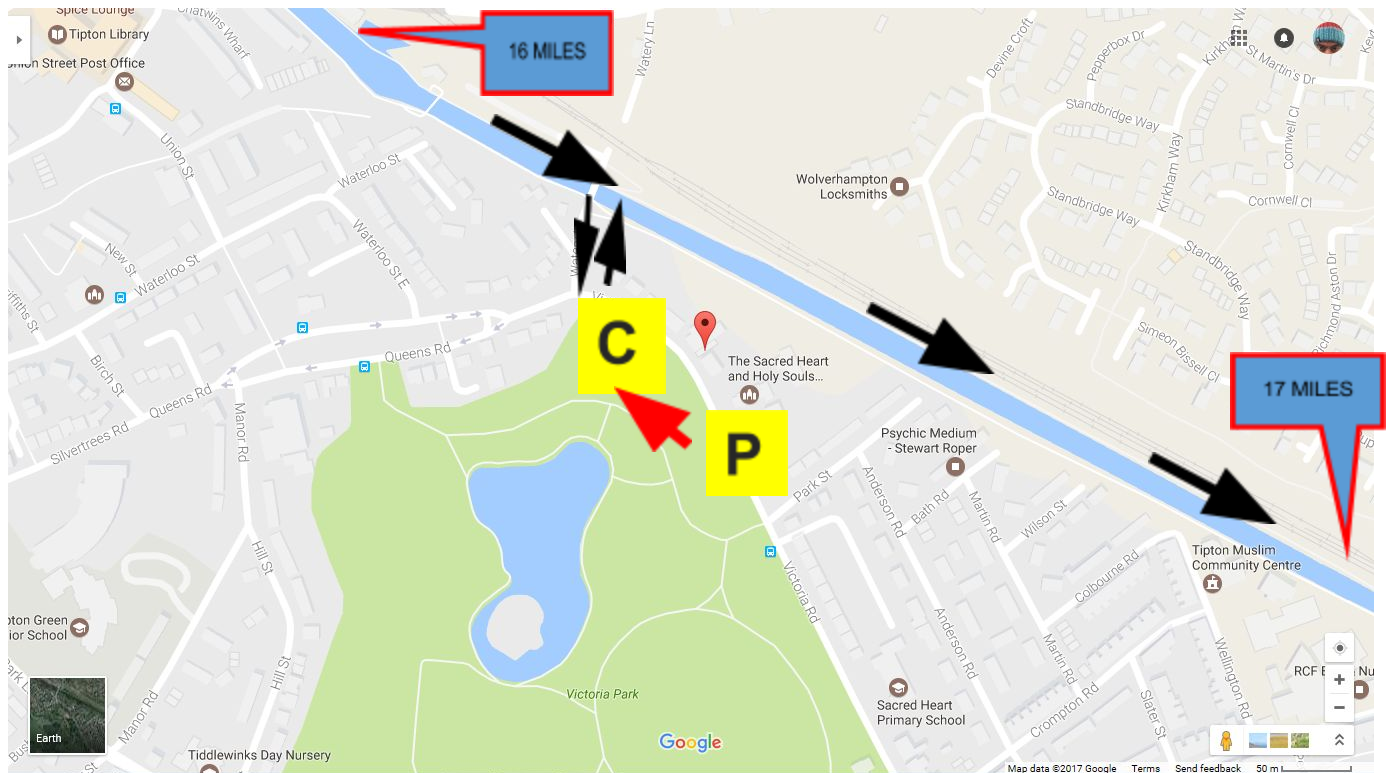 Spice Lounge
Tipton Library
Union Street Post Office
Chatwins Wharf
16 MILES
Watery Ln
Devine Croft
Pepperbox Dr
St Martin's Dr
Standbridge Way
Kirkham Way
Cornwell Cl
Union St
Waterloo St
Wolverhampton
Locksmiths
Standbridge Way
Cornwell Cl
New St
Waterloo St
Waterloo St E
Standbridge Way
Richmond Aston Dr
Simeon Bissell Cl
C
Queens Rd
Birch St
The Sacred Heart
and Holy Souls...
17 MILES
Queens Rd
Silvertrees Rd
Manor Rd
P
Psychic Medium
- Stewart Roper
Park St
Anderson Rd
Bath Rd
Martin Rd
Wilson St
Hill St
Victoria Rd
Colbourne Rd
Tipton Muslim
Community Centre
Anderson Rd
Martin Rd
Wellington Rd
Hill St
Manor Rd
Victoria Park
Sacred Heart
Primary School
Crompton Rd
Slater St
Earth
Google
Tiddlewinks Day Nursery
Map data ©2017 Google Terms Send feedback 50 m